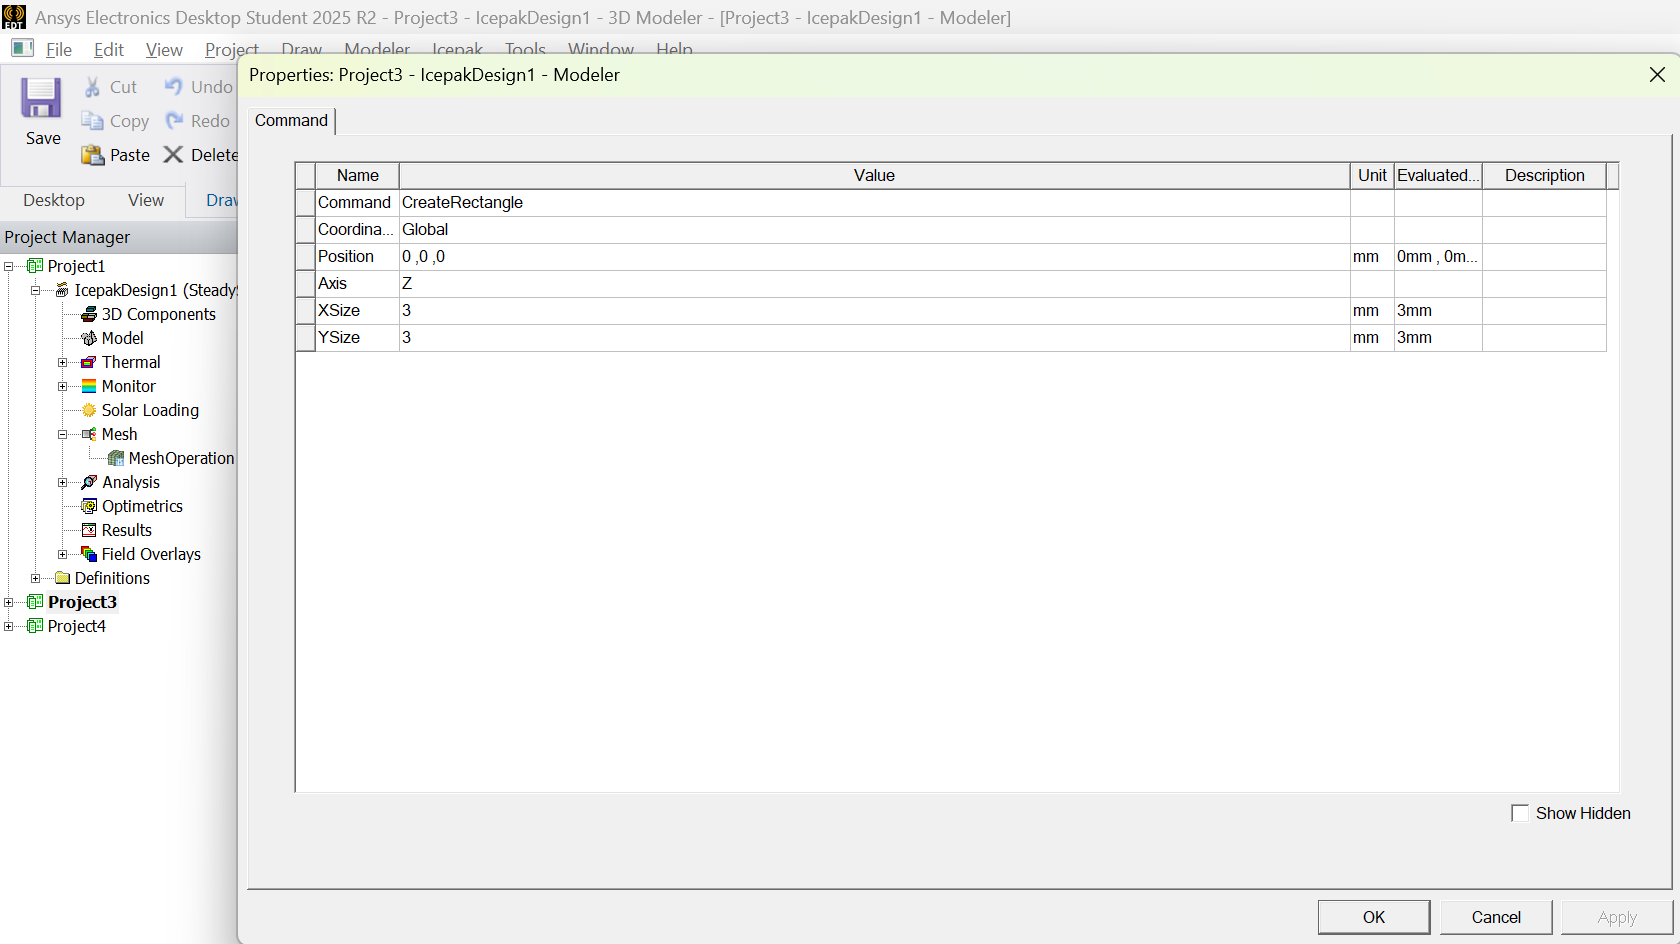 Ansys Electronics Desktop Student 2025 R2 - Project3 - IcepakDesign1 - 3D Modeler - [Project3 - IcepakDesign1 - Modeler]
File Edit View Project Draw Modeler Icepak Tools Window Help
Properties: Project3 - IcepakDesign1 - Modeler
Save
Cut
Undo
Copy
Redo
Paste
Delete
Desktop View Draw
Command
Name Value Unit Evaluated... Description
Command CreateRectangle
Coordina... Global
Position 0 ,0 ,0 mm 0mm , 0m...
Axis Z
XSize 3 mm 3mm
YSize 3 mm 3mm
Project Manager
Project1
IcepakDesign1 (Steady
3D Components
Model
Thermal
Monitor
Solar Loading
Mesh
MeshOperation
Analysis
Optimetrics
Results
Field Overlays
Definitions
Project3
Project4
Show Hidden
OK Cancel Apply
EDT